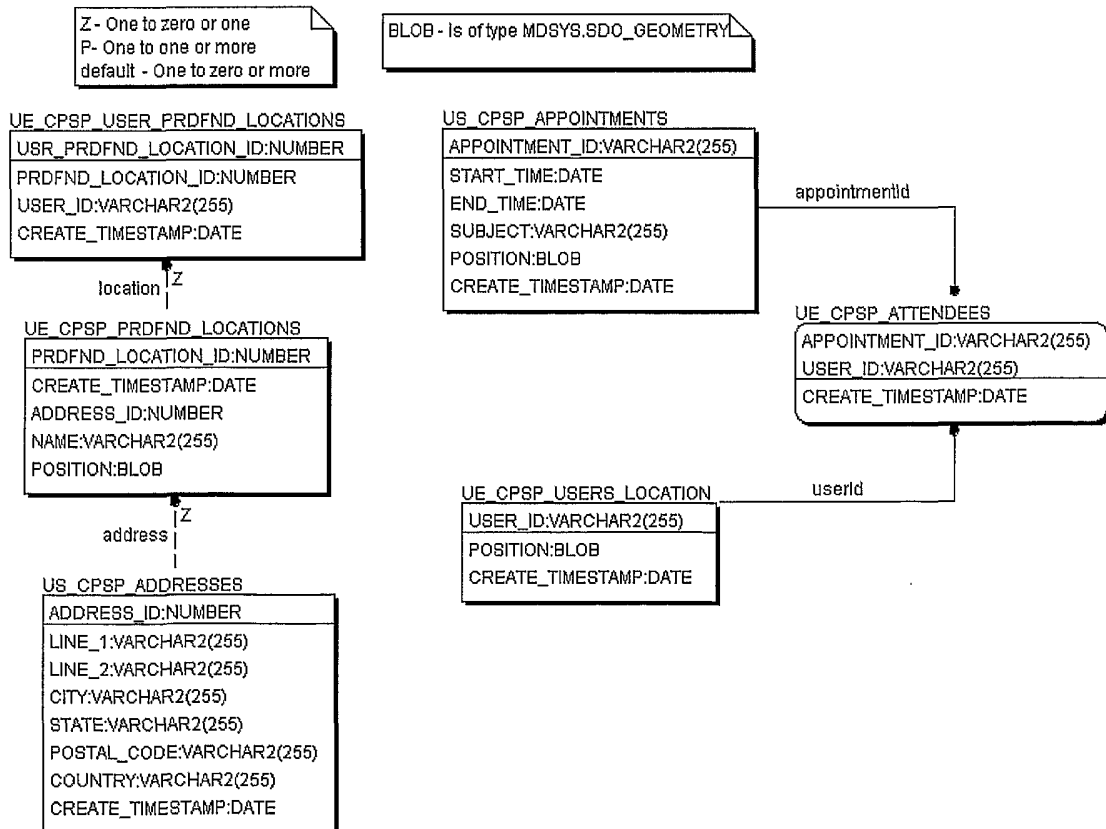 Z - One to zero or one
P- One to one or more
default - One to zero or more
BLOB - Is of type MDSYS.SDO_GEOMETRY
UE_CPSP_USER_PRDFND_LOCATIONS
USR_PRDFND_LOCATION_ID:NUMBER
PRDFND_LOCATION_ID:NUMBER
USER_ID:VARCHAR2(255)
CREATE_TIMESTAMP:DATE
Z
location
UE_CPSP_PRDFND_LOCATIONS
PRDFND_LOCATION_ID:NUMBER
CREATE_TIMESTAMP:DATE
ADDRESS_ID:NUMBER
NAME:VARCHAR2(255)
POSITION:BLOB
Z
address
US_CPSP_ADDRESSES
ADDRESS_ID:NUMBER
LINE_1:VARCHAR2(255)
LINE_2:VARCHAR2(255)
CITY:VARCHAR2(255)
STATE:VARCHAR2(255)
POSTAL_CODE:VARCHAR2(255)
COUNTRY:VARCHAR2(255)
CREATE_TIMESTAMP:DATE
US_CPSP_APPOINTMENTS
APPOINTMENT_ID:VARCHAR2(255)
START_TIME:DATE
END_TIME:DATE
SUBJECT:VARCHAR2(255)
POSITION:BLOB
CREATE_TIMESTAMP:DATE
appointmentId
UE_CPSP_ATTENDEES
APPOINTMENT_ID:VARCHAR2(255)
USER_ID:VARCHAR2(255)
CREATE_TIMESTAMP:DATE
userId
UE_CPSP_USERS_LOCATION
USER_ID:VARCHAR2(255)
POSITION:BLOB
CREATE_TIMESTAMP:DATE